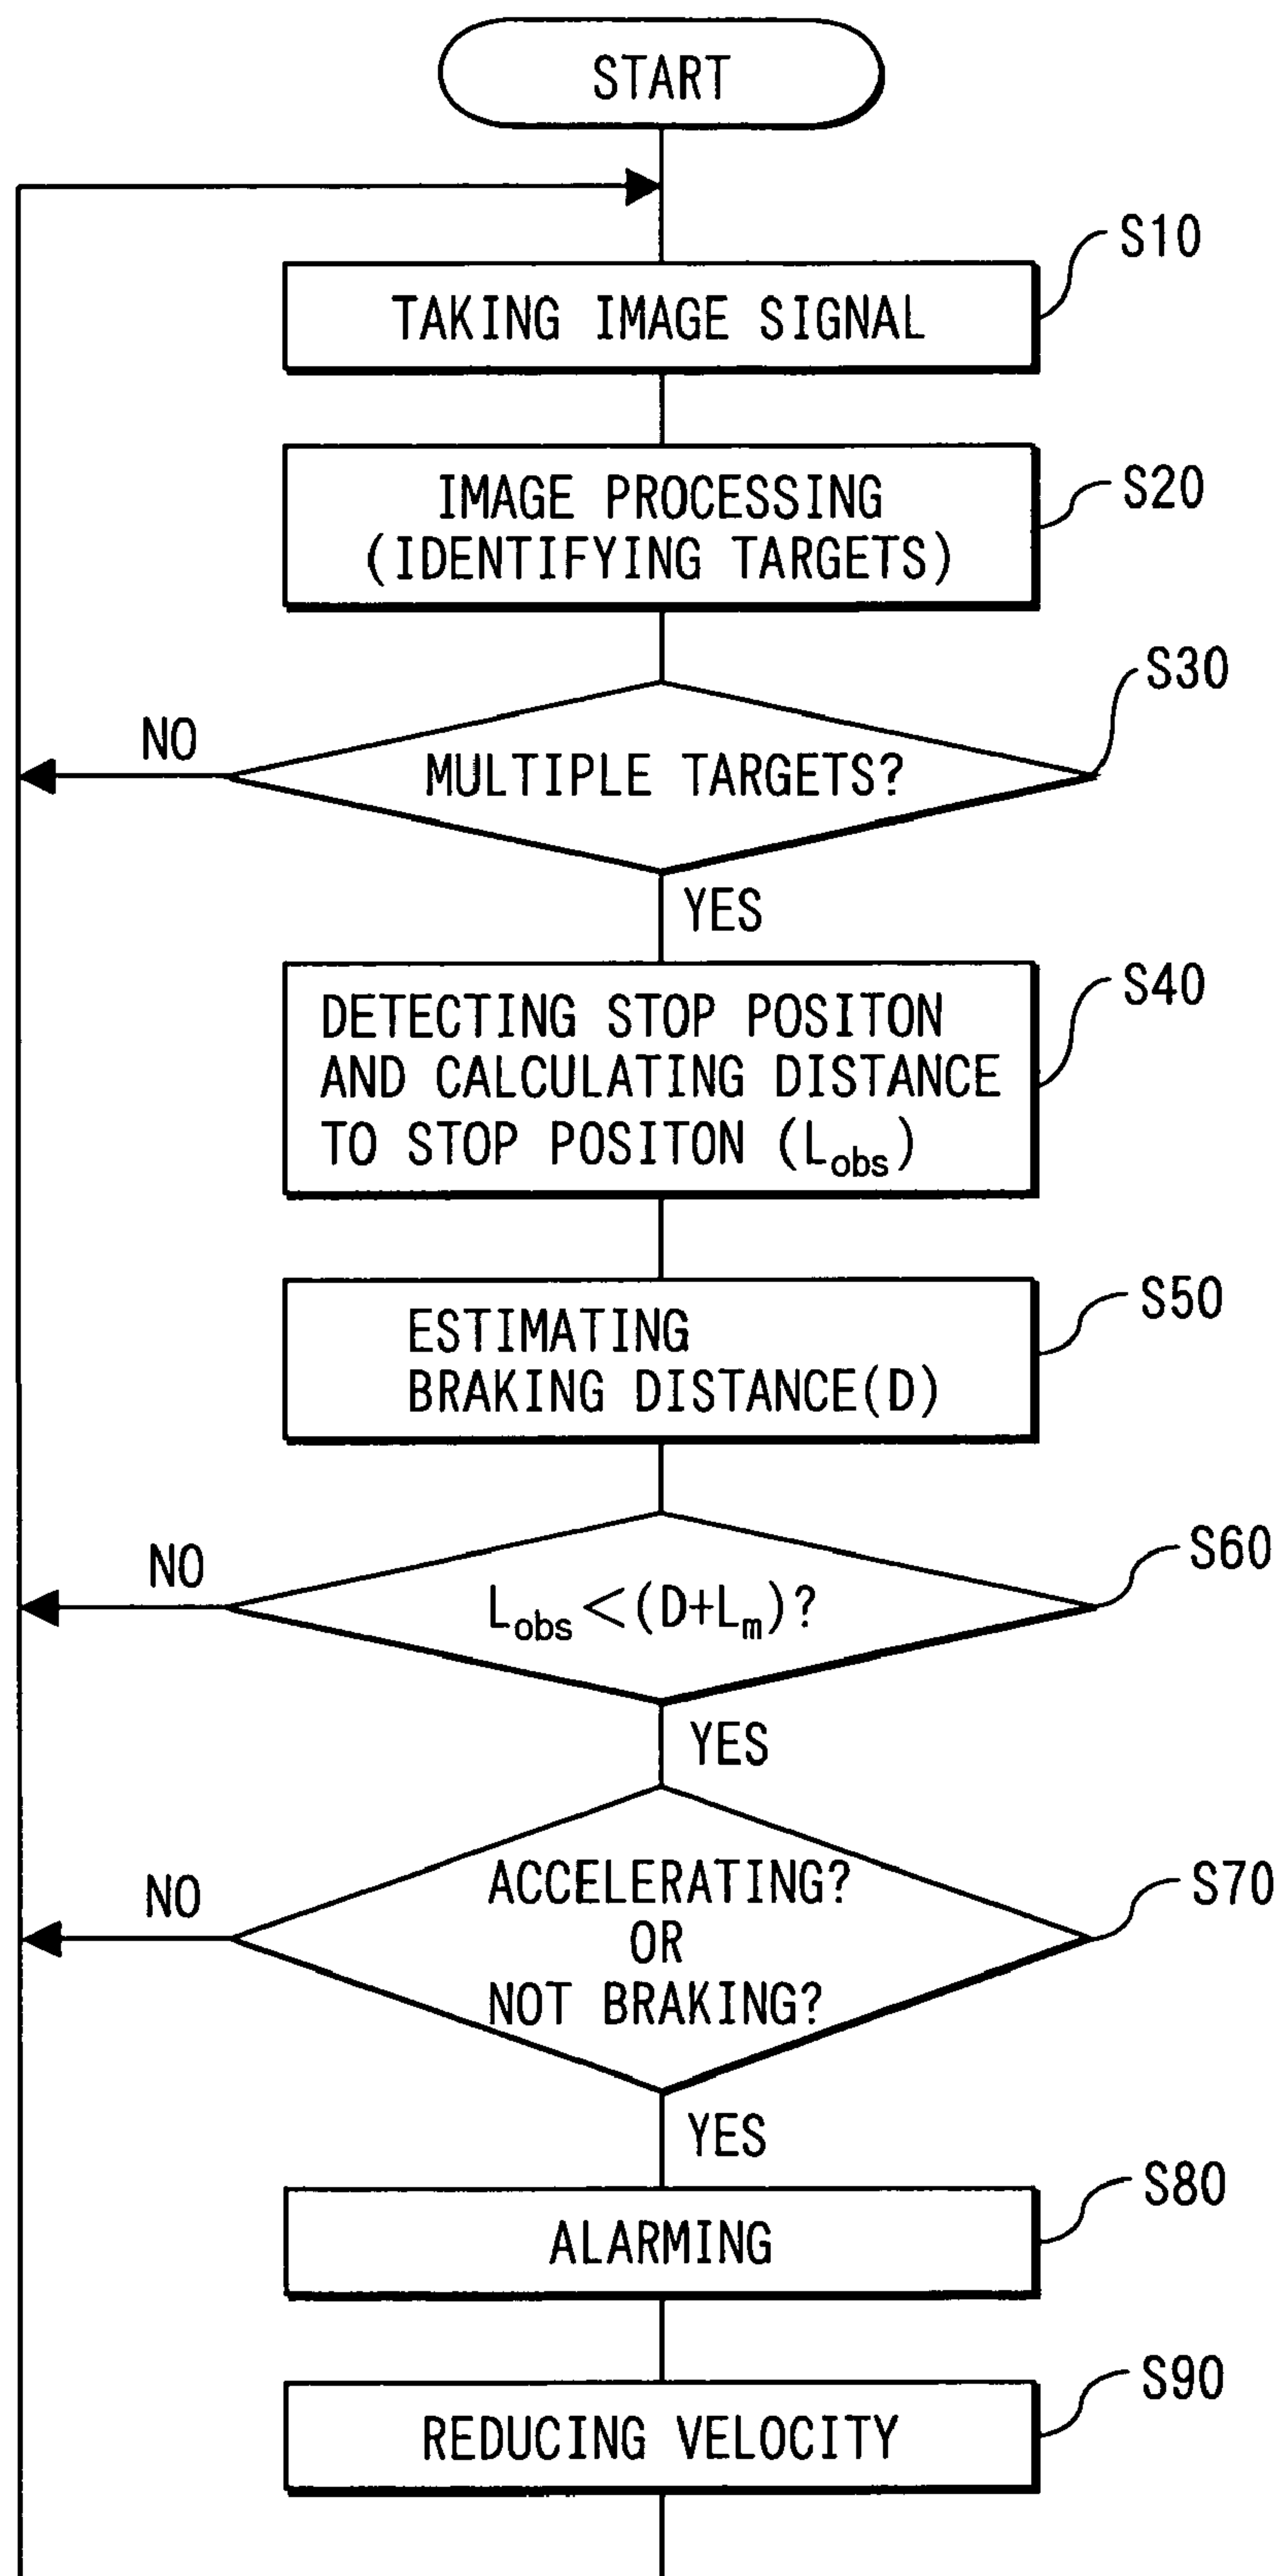 START
S10
TAKING IMAGE SIGNAL
S20
IMAGE PROCESSING
(IDENTIFYING TARGETS)
S30
NO
MULTIPLE TARGETS?
YES
S40
DETECTING STOP POSITON
AND CALCULATING DISTANCE
TO STOP POSITON (Lobs)
S50
ESTIMATING
BRAKING DISTANCE(D)
S60
NO
Lobs<(D+Lm)?
YES
S70
NO
ACCELERATING?
OR
NOT BRAKING?
YES
S80
ALARMING
S90
REDUCING VELOCITY